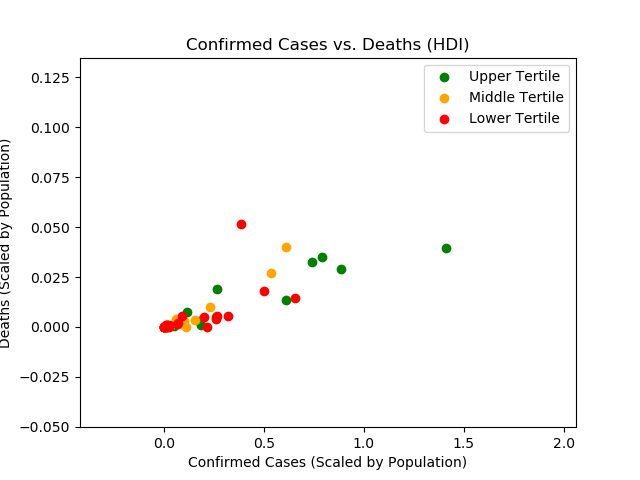 Confirmed Cases vs. Deaths (HDI)
Upper Tertile
Middle Tertile
Lower Tertile
Deaths (Scaled by Population)
0.125
0.100
0.075
0.050
0.025
0.000
−0.025
−0.050
0.0 0.5 1.0 1.5 2.0
Confirmed Cases (Scaled by Population)